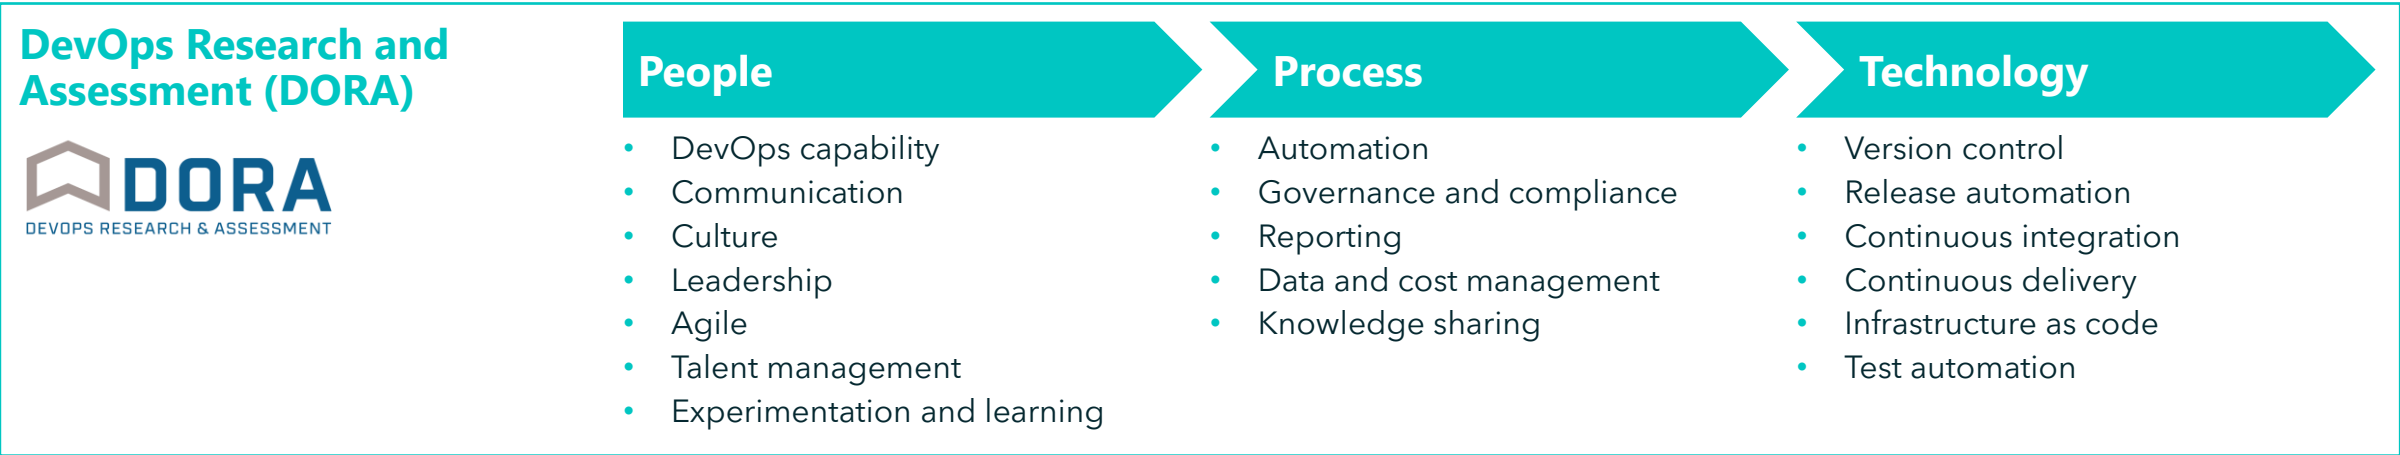 DevOps Research and
Assessment (DORA)
DORA
DEVOPS RESEARCH & ASSESSMENT
People
• DevOps capability
• Communication
• Culture
• Leadership
• Agile
• Talent management
• Experimentation and learning
Process
• Automation
• Governance and compliance
• Reporting
• Data and cost management
• Knowledge sharing
Technology
• Version control
• Release automation
• Continuous integration
• Continuous delivery
• Infrastructure as code
• Test automation